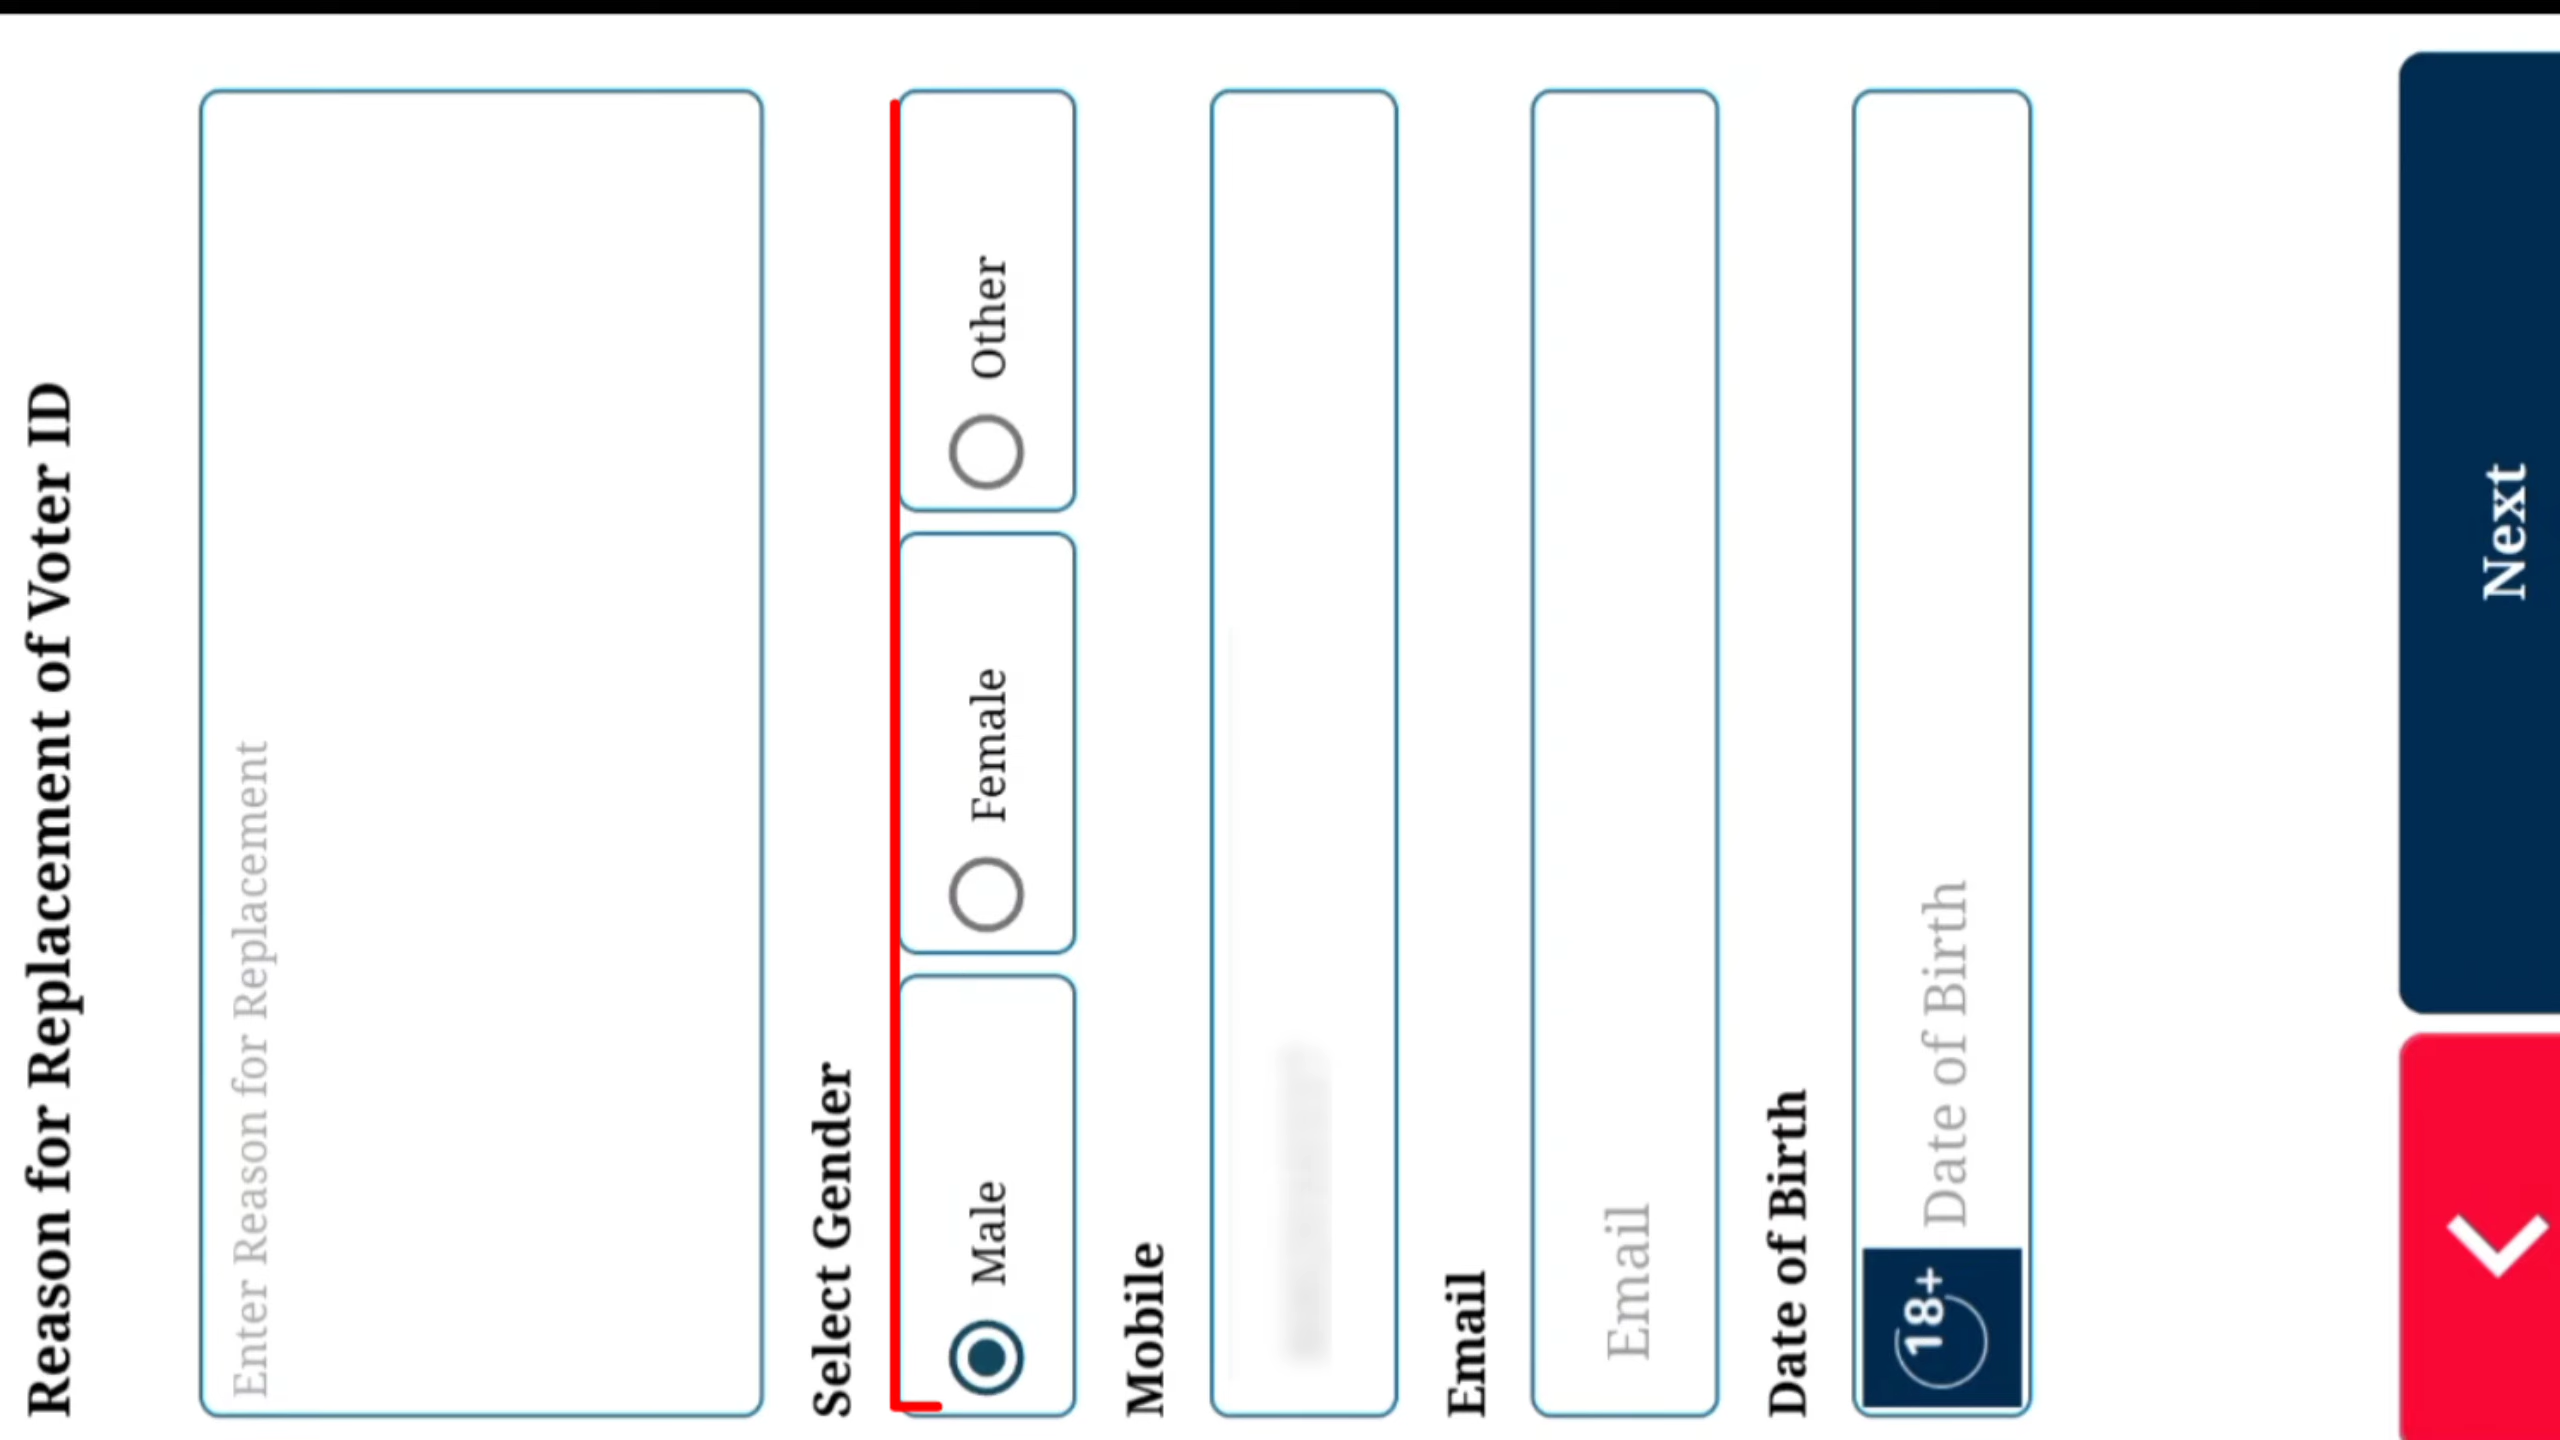 Reason for Replacement of Voter ID
Enter Reason for Replacement
Select Gender
Male Female Other
Mobile
Email
Email
Date of Birth
18+ Date of Birth
Next